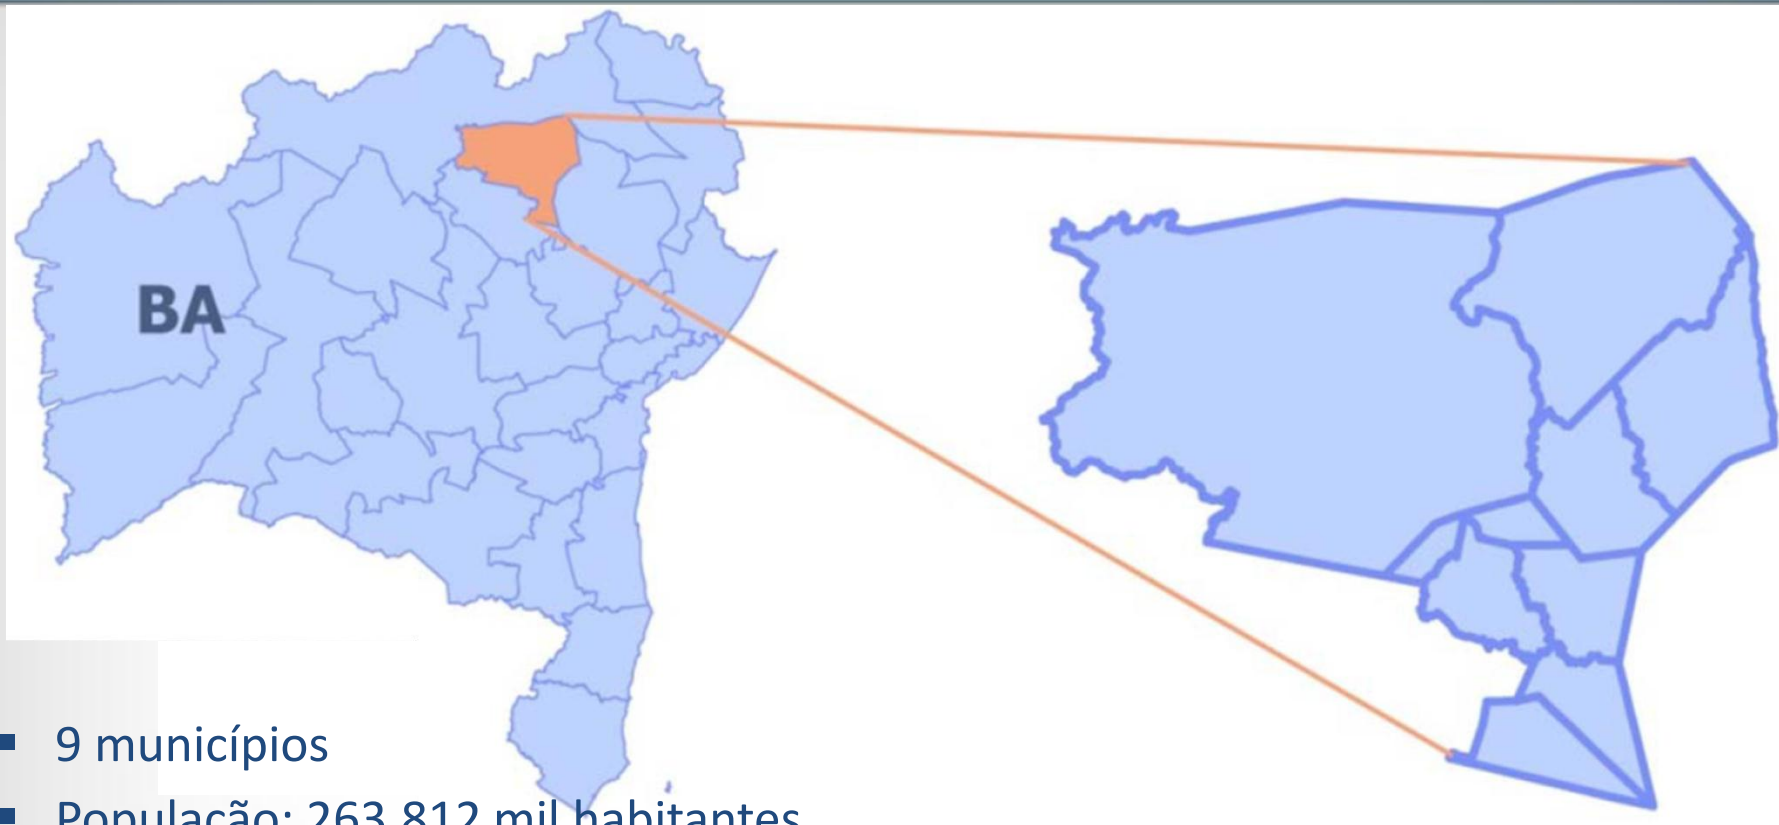 BA
▪ 9 municípios
▪ População: 263.812 mil habitantes